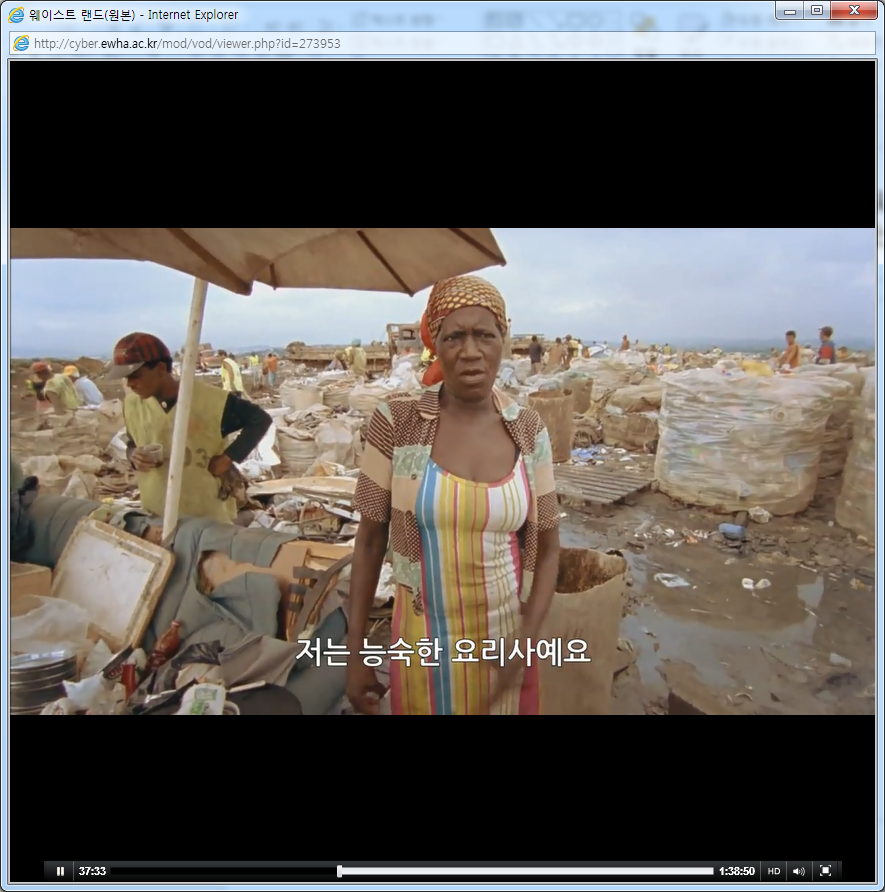 웨이스트 랜드(원본) - Internet Explorer
http://cyber.ewha.ac.kr/mod/vod/viewer.php?id=273953
저는 능숙한 요리사예요
37:33
1:38:50
HD